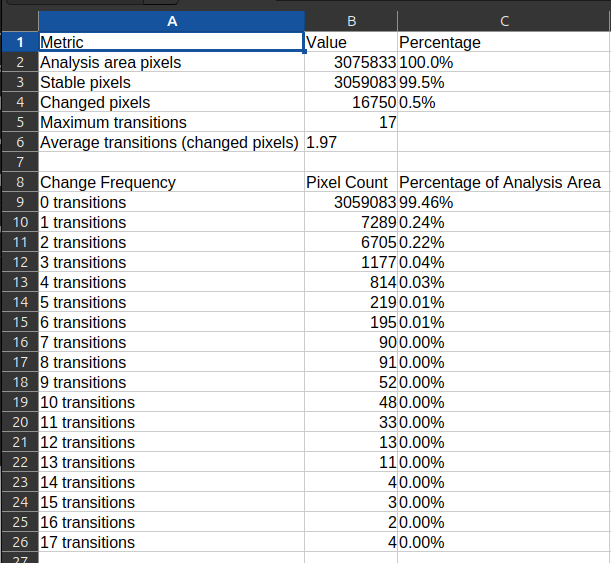 A B C
1 Metric Value Percentage
2 Analysis area pixels 3075833 100.0%
3 Stable pixels 3059083 99.5%
4 Changed pixels 16750 0.5%
5 Maximum transitions 17
6 Average transitions (changed pixels) 1.97
7
8 Change Frequency Pixel Count Percentage of Analysis Area
9 0 transitions 3059083 99.46%
10 1 transitions 7289 0.24%
11 2 transitions 6705 0.22%
12 3 transitions 1177 0.04%
13 4 transitions 814 0.03%
14 5 transitions 219 0.01%
15 6 transitions 195 0.01%
16 7 transitions 90 0.00%
17 8 transitions 91 0.00%
18 9 transitions 52 0.00%
19 10 transitions 48 0.00%
20 11 transitions 33 0.00%
21 12 transitions 13 0.00%
22 13 transitions 11 0.00%
23 14 transitions 4 0.00%
24 15 transitions 3 0.00%
25 16 transitions 2 0.00%
26 17 transitions 4 0.00%
27